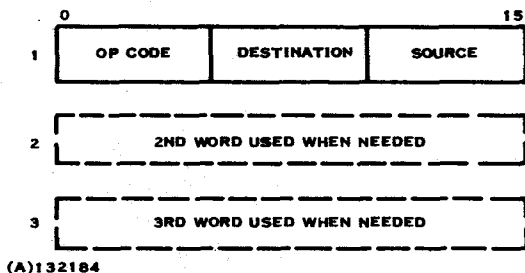 0 15
1 OP CODE DESTINATION SOURCE
2 2ND WORD USED WHEN NEEDED
3 3RD WORD USED WHEN NEEDED
(A)132184